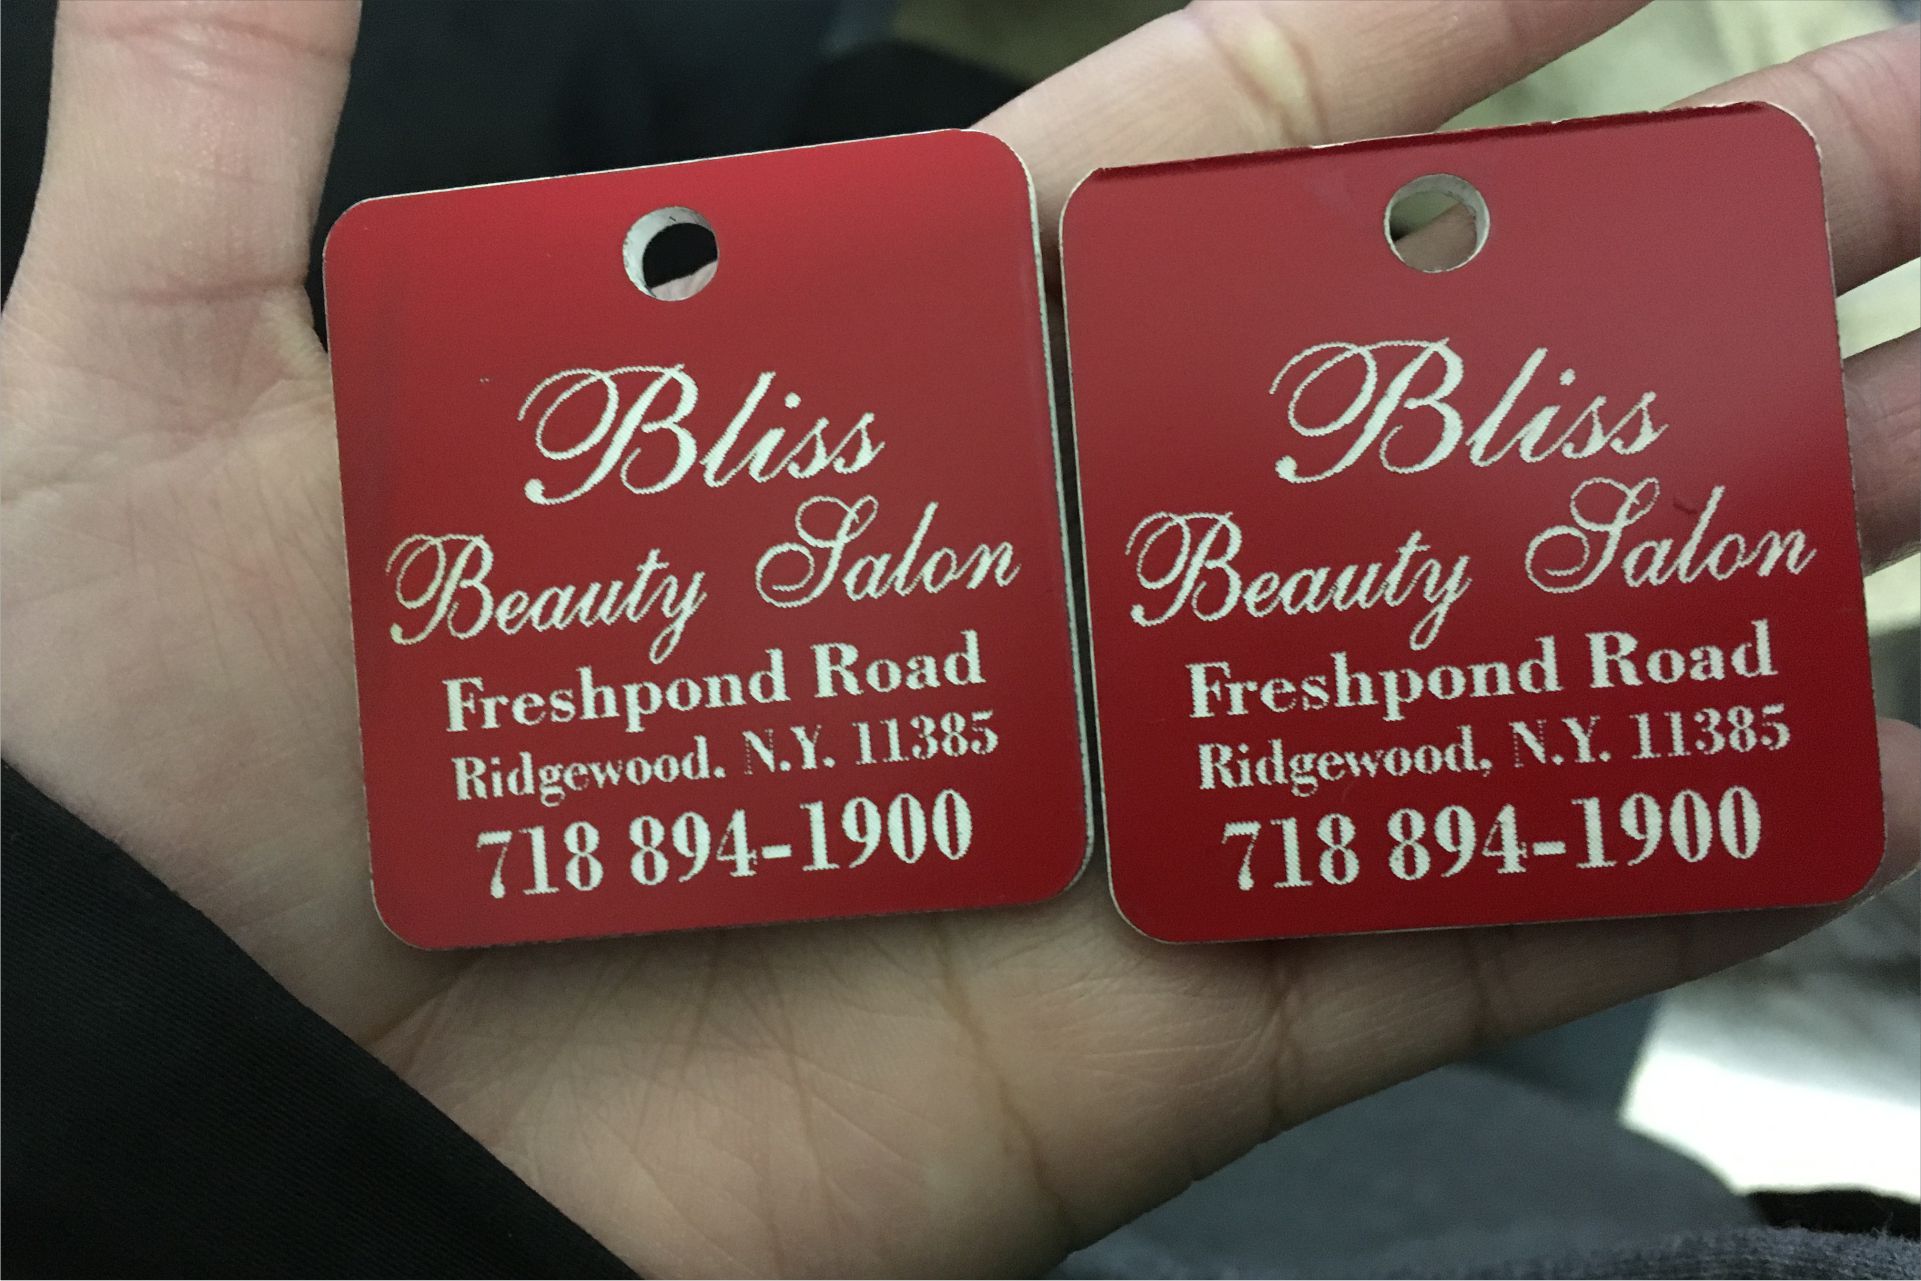 Bliss
Beauty Salon
Freshpond Road
Ridgewood. N.Y. 11385
718 894-1900
Bliss
Beauty Salon
Freshpond Road
Ridgewood, N.Y. 11385
718 894-1900